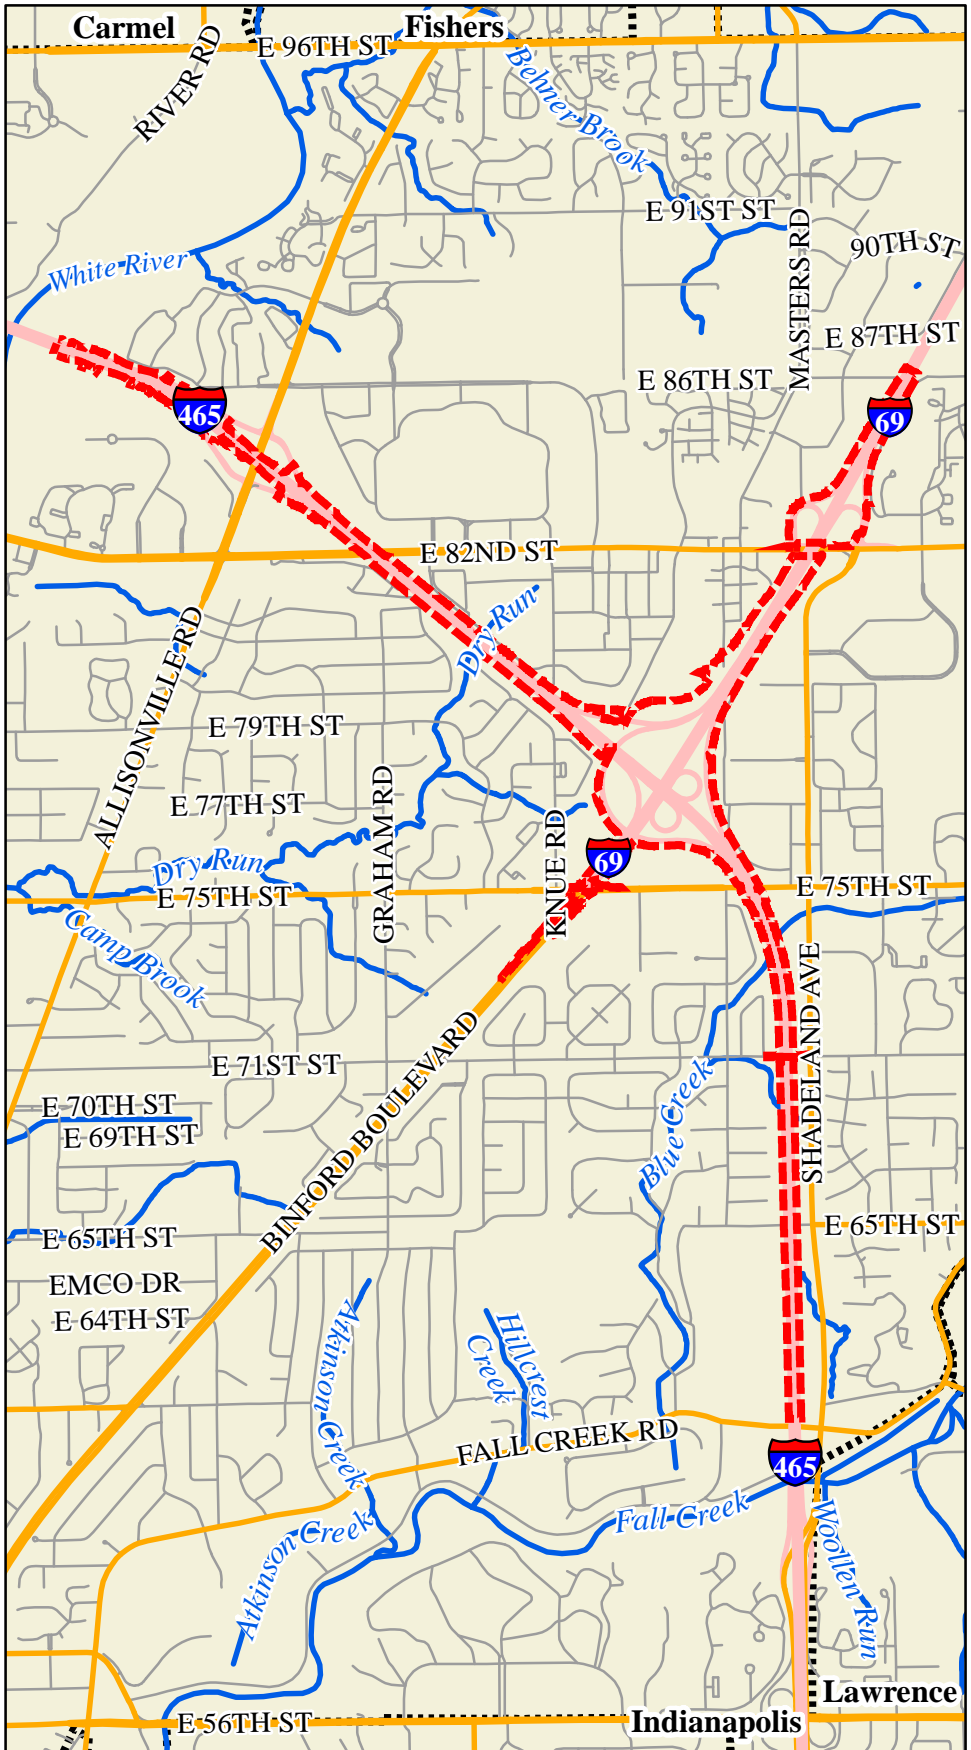 Carmel
Fishers
E 96TH ST
RIVER RD
Behner Brook
E 91ST ST
MASTERS RD
90TH ST
White River
E 87TH ST
E 86TH ST
465
69
E 82ND ST
Dry Run
ALLISONVILLE RD
E 79TH ST
E 77TH ST
GRAHAM RD
KNUE RD
69
Dry Run
E 75TH ST
E 75TH ST
Camp Brook
SHADELAND AVE
BINFORD BOULEVARD
E 71ST ST
Blue Creek
E 70TH ST
E 69TH ST
E 65TH ST
E 65TH ST
EMCO DR
E 64TH ST
Atkinson Creek
Hillcrest
Creek
FALL CREEK RD
465
Fall Creek
Atkinson Creek
Woollen Run
Lawrence
E 56TH ST
Indianapolis